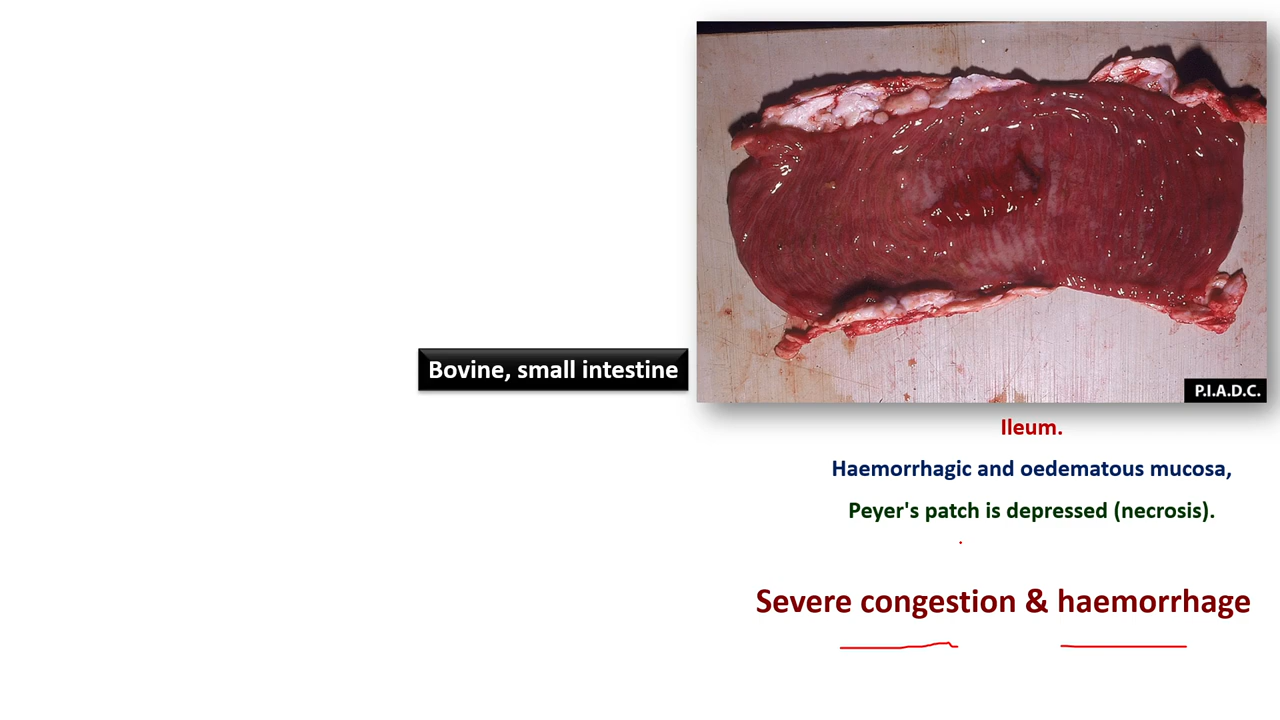 Bovine, small intestine
P.I.A.D.C.
Ileum.
Haemorrhagic and oedematous mucosa,
Peyer's patch is depressed (necrosis).
Severe congestion & haemorrhage